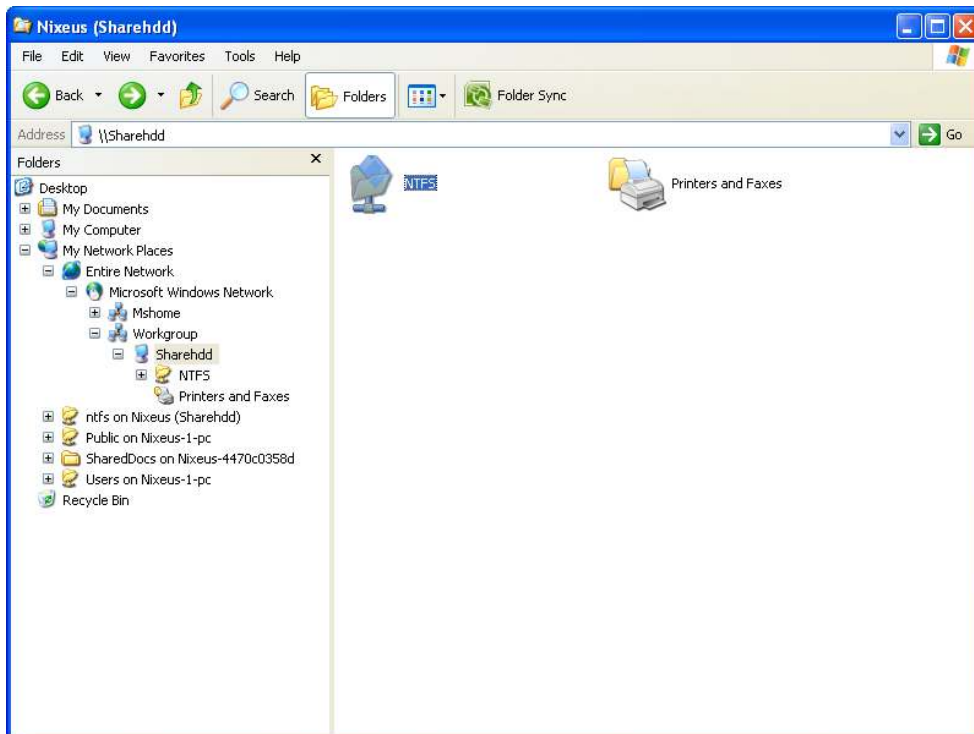 Nixeus (Sharehdd)
File Edit View Favorites Tools Help
Back Search Folders Folder Sync
Address \\Sharehdd Go
Folders
Desktop
My Documents
My Computer
My Network Places
Entire Network
Microsoft Windows Network
Mshome
Workgroup
Sharehdd
NTFS
Printers and Faxes
ntfs on Nixeus (Sharehdd)
Public on Nixeus-1-pc
SharedDocs on Nixeus-4470c0358d
Users on Nixeus-1-pc
Recycle Bin
NTFS
Printers and Faxes